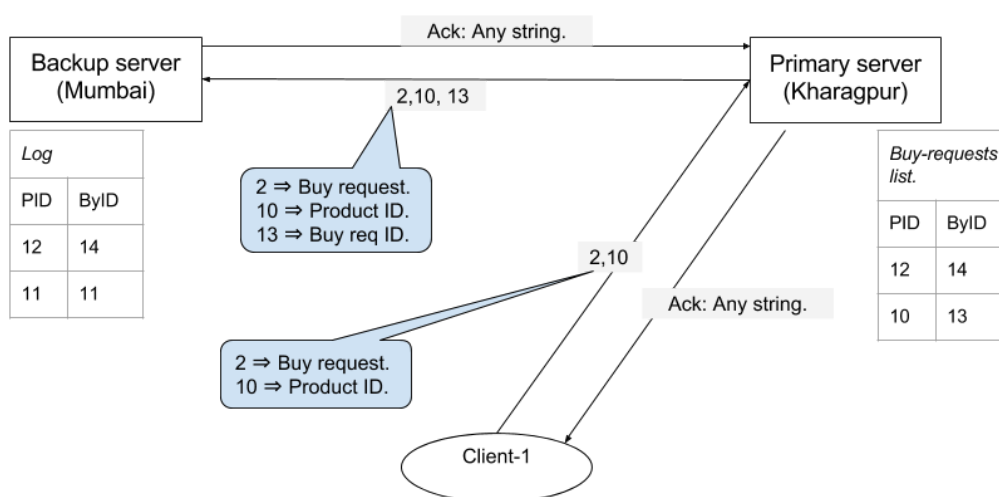 Ack: Any string.
Backup server
(Mumbai)
Primary server
(Kharagpur)
2,10, 13
Log
PID ByID
12 14
11 11
2 ⇒ Buy request.
10 ⇒ Product ID.
13 ⇒ Buy req ID.
Buy-requests
list.
PID ByID
12 14
10 13
2,10
Ack: Any string.
2 ⇒ Buy request.
10 ⇒ Product ID.
Client-1